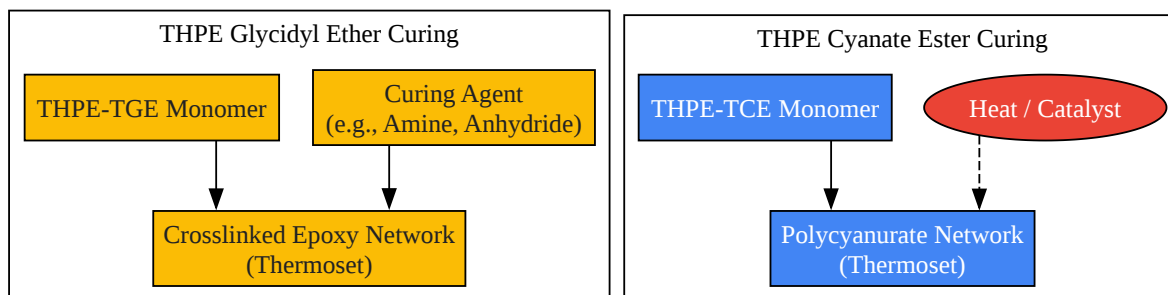 THPE Glycidyl Ether Curing
THPE-TGE Monomer
Curing Agent
(e.g., Amine, Anhydride)
Crosslinked Epoxy Network
(Thermoset)
THPE Cyanate Ester Curing
THPE-TCE Monomer
Heat / Catalyst
Polycyanurate Network
(Thermoset)